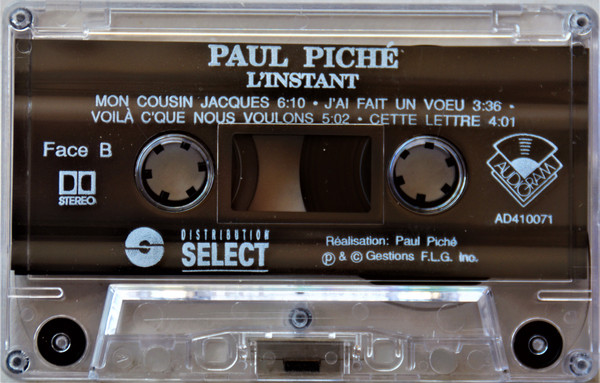 PAUL PICHÉ
L'INSTANT
MON COUSIN JACQUES 6:10 • J'AI FAIT UN VOEU 3:36 •
VOILÀ C'QUE NOUS VOULONS 5:02 • CETTE LETTRE 4:01
Face B
STEREO
AUDIOGRAM
AD410071
DISTRIBUTION
SELECT
Réalisation: Paul Piché
℗ & © Gestions F.L.G. Inc.